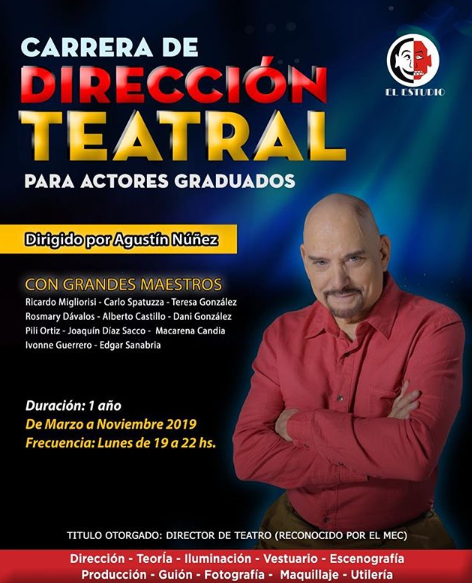 CARRERA DE
DIRECCIÓN
TEATRAL
PARA ACTORES GRADUADOS
EL ESTUDIO
Dirigido por Agustín Núñez
CON GRANDES MAESTROS
Ricardo Migliorisi - Carlo Spatuzza - Teresa González
Rosmary Dávalos - Alberto Castillo - Dani González
Pili Ortiz - Joaquín Díaz Sacco - Macarena Candia
Ivonne Guerrero - Edgar Sanabria
Duración: 1 año
De Marzo a Noviembre 2019
Frecuencia: Lunes de 19 a 22 hs.
TITULO OTORGADO: DIRECTOR DE TEATRO (RECONOCIDO POR EL MEC)
Dirección - Teoría - Iluminación - Vestuario - Escenografía
Producción - Guión - Fotografía - Maquillaje - Utilería